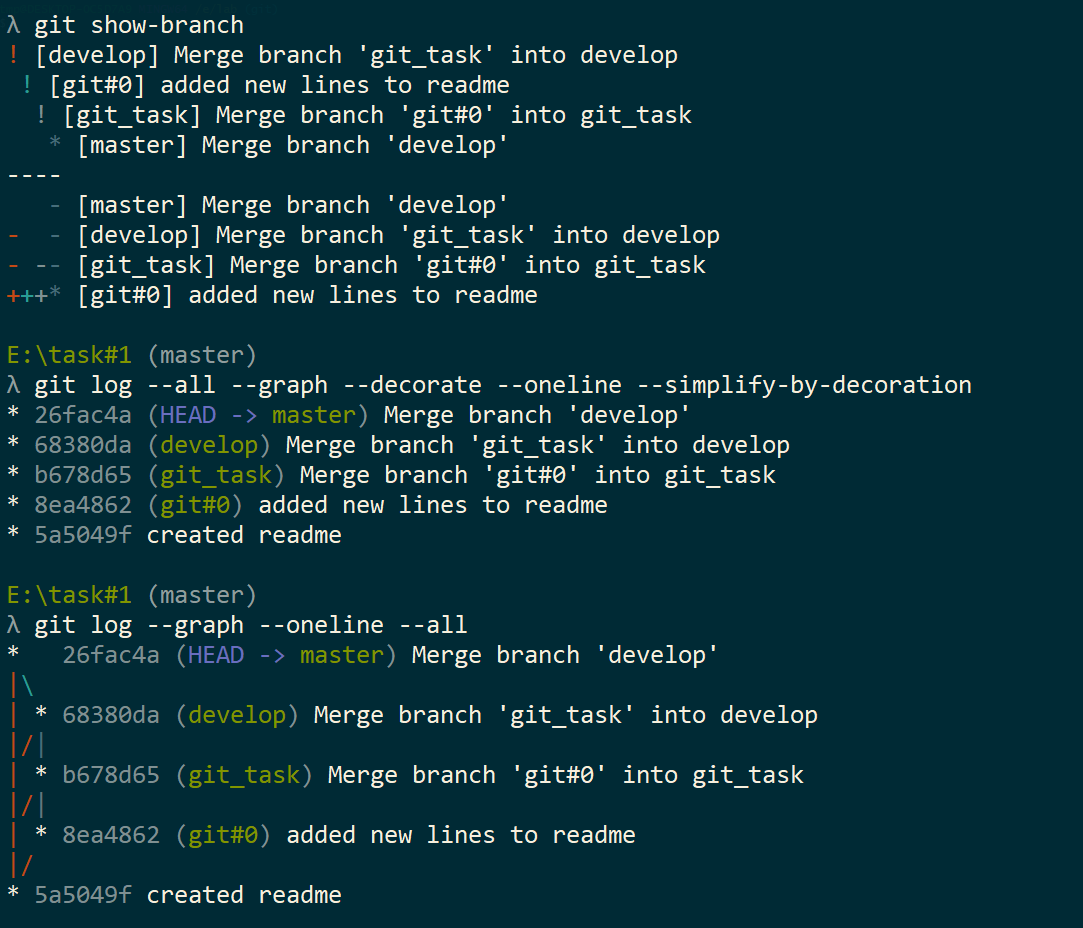 λ git show-branch
! [develop] Merge branch 'git_task' into develop
 ! [git#0] added new lines to readme
  ! [git_task] Merge branch 'git#0' into git_task
   * [master] Merge branch 'develop'
----
   - [master] Merge branch 'develop'
-  - [develop] Merge branch 'git_task' into develop
- -- [git_task] Merge branch 'git#0' into git_task
+++* [git#0] added new lines to readme

E:\task#1 (master)
λ git log --all --graph --decorate --oneline --simplify-by-decoration
* 26fac4a (HEAD -> master) Merge branch 'develop'
* 68380da (develop) Merge branch 'git_task' into develop
* b678d65 (git_task) Merge branch 'git#0' into git_task
* 8ea4862 (git#0) added new lines to readme
* 5a5049f created readme

E:\task#1 (master)
λ git log --graph --oneline --all
*   26fac4a (HEAD -> master) Merge branch 'develop'
|\
| * 68380da (develop) Merge branch 'git_task' into develop
|/|
| * b678d65 (git_task) Merge branch 'git#0' into git_task
|/|
| * 8ea4862 (git#0) added new lines to readme
|/
* 5a5049f created readme